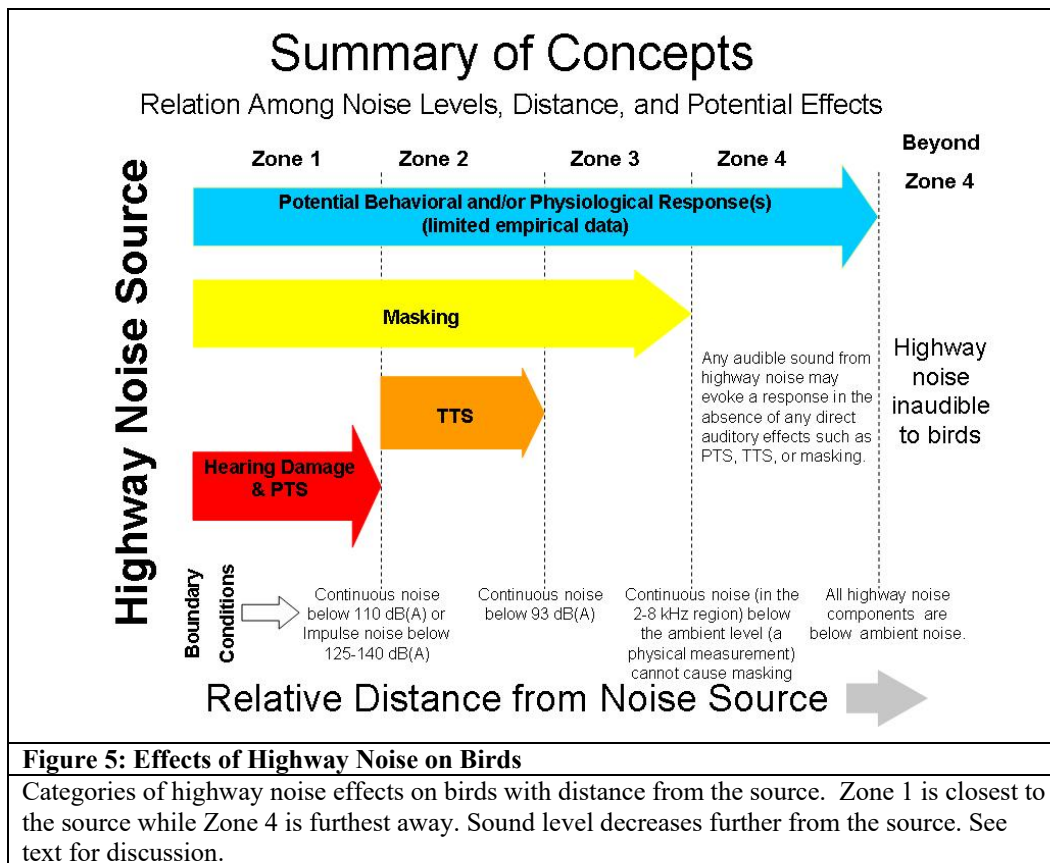 Summary of Concepts
Relation Among Noise Levels, Distance, and Potential Effects
Highway Noise Source
Zone 1
Zone 2
Zone 3
Zone 4
Beyond
Zone 4
Potential Behavioral and/or Physiological Response(s)
(limited empirical data)
Masking
TTS
Hearing Damage
& PTS
Any audible sound from
highway noise may
evoke a response in the
absence of any direct
auditory effects such as
PTS, TTS, or masking.
Highway
noise
inaudible
to birds
Boundary
Conditions
Continuous noise
below 110 dB(A) or
Impulse noise below
125-140 dB(A)
Continuous noise
below 93 dB(A)
Continuous noise (in the
2-8 kHz region) below
the ambient level (a
physical measurement)
cannot cause masking
All highway noise
components are
below ambient noise.
Relative Distance from Noise Source
Figure 5: Effects of Highway Noise on Birds
Categories of highway noise effects on birds with distance from the source. Zone 1 is closest to
the source while Zone 4 is furthest away. Sound level decreases further from the source. See
text for discussion.